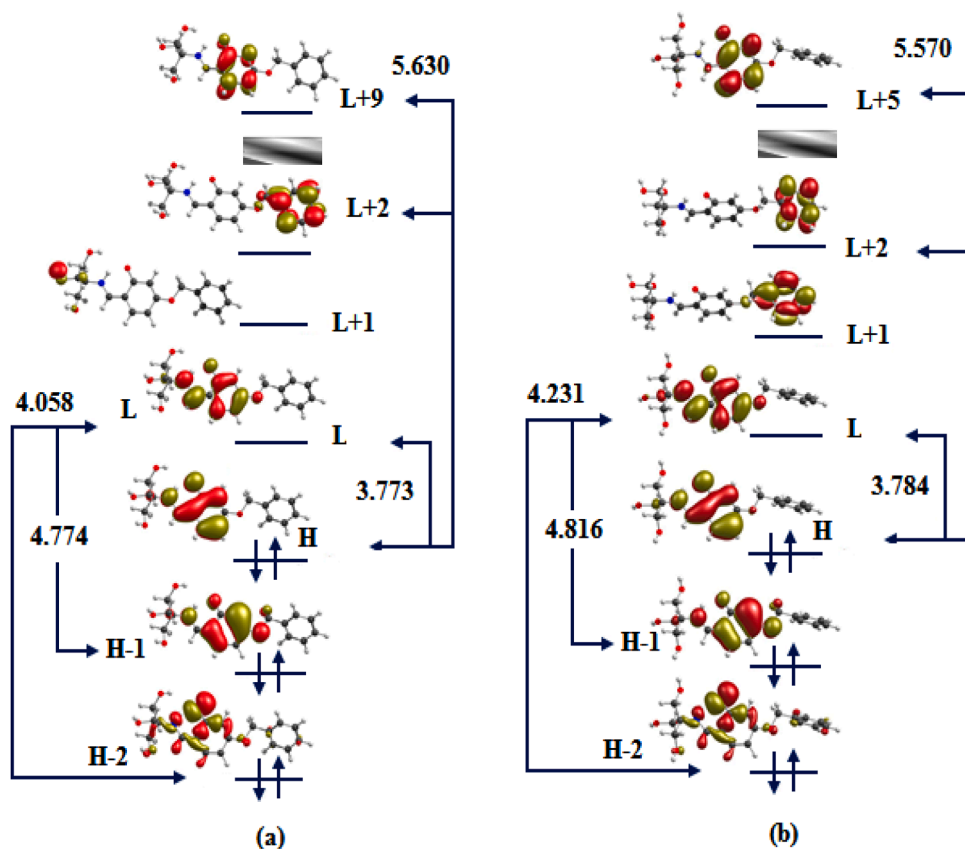 5.630
L+9
L+2
L+1
4.058
L
L
3.773
4.774
H
H-1
H-2
(a)
5.570
L+5
L+2
L+1
4.231
L
3.784
4.816
H
H-1
H-2
(b)